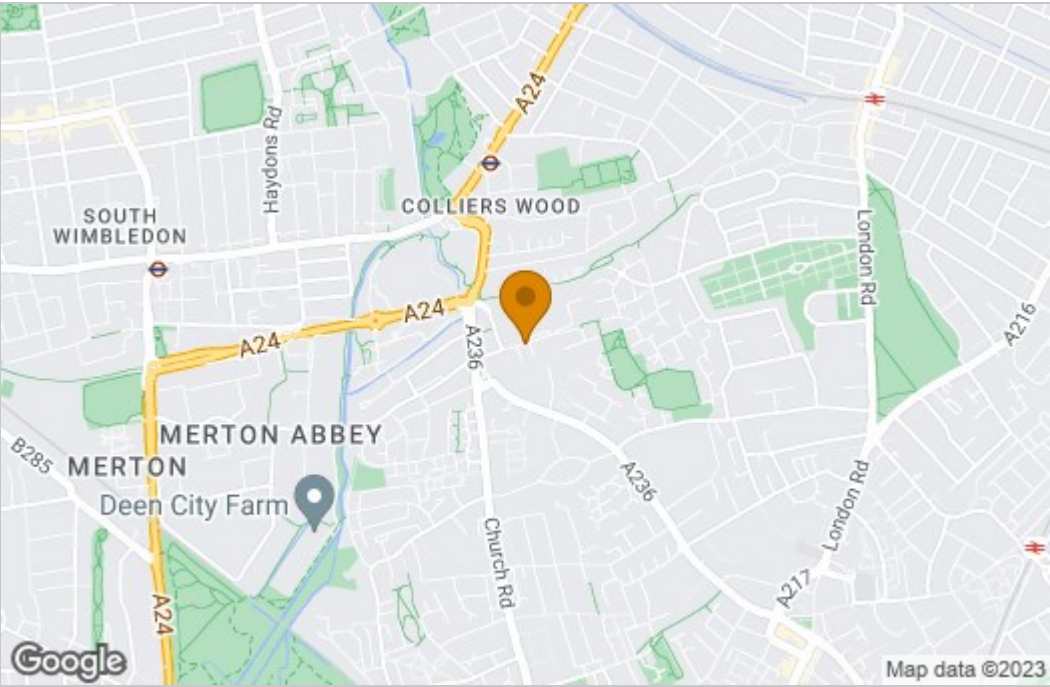 A24
Haydons Rd
COLLIERS WOOD
SOUTH
WIMBLEDON
London Rd
A24
A24
A236
A216
MERTON ABBEY
B285
MERTON
Deen City Farm
A236
London Rd
Church Rd
A217
A24
Google
Map data ©2023